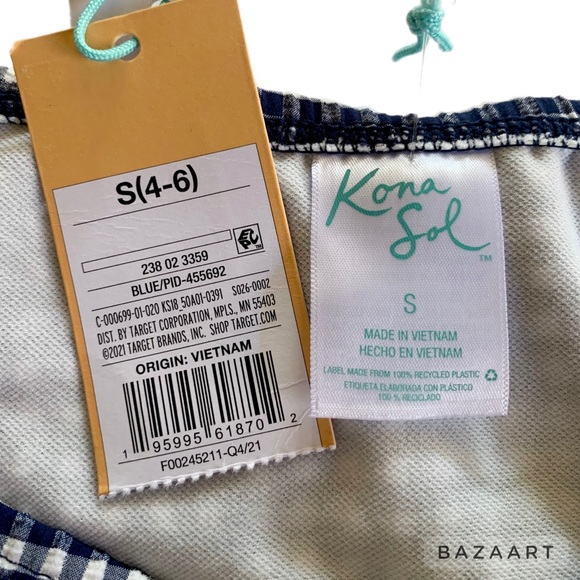 S(4-6)
238 02 3359
BLUE/PID-455692
C-000699-01-020 KS18_50A01-0391 S026-0002
DIST. BY TARGET CORPORATION, MPLS., MN 55403
©2021 TARGET BRANDS, INC. SHOP TARGET.COM
ORIGIN: VIETNAM
1 95995 61870 2
F00245211-Q4/21
Kona
Sol™
S
MADE IN VIETNAM
HECHO EN VIETNAM
LABEL MADE FROM 100% RECYCLED PLASTIC
ETIQUETA ELABORADA CON PLÁSTICO
100 % RECICLADO
BAZAART